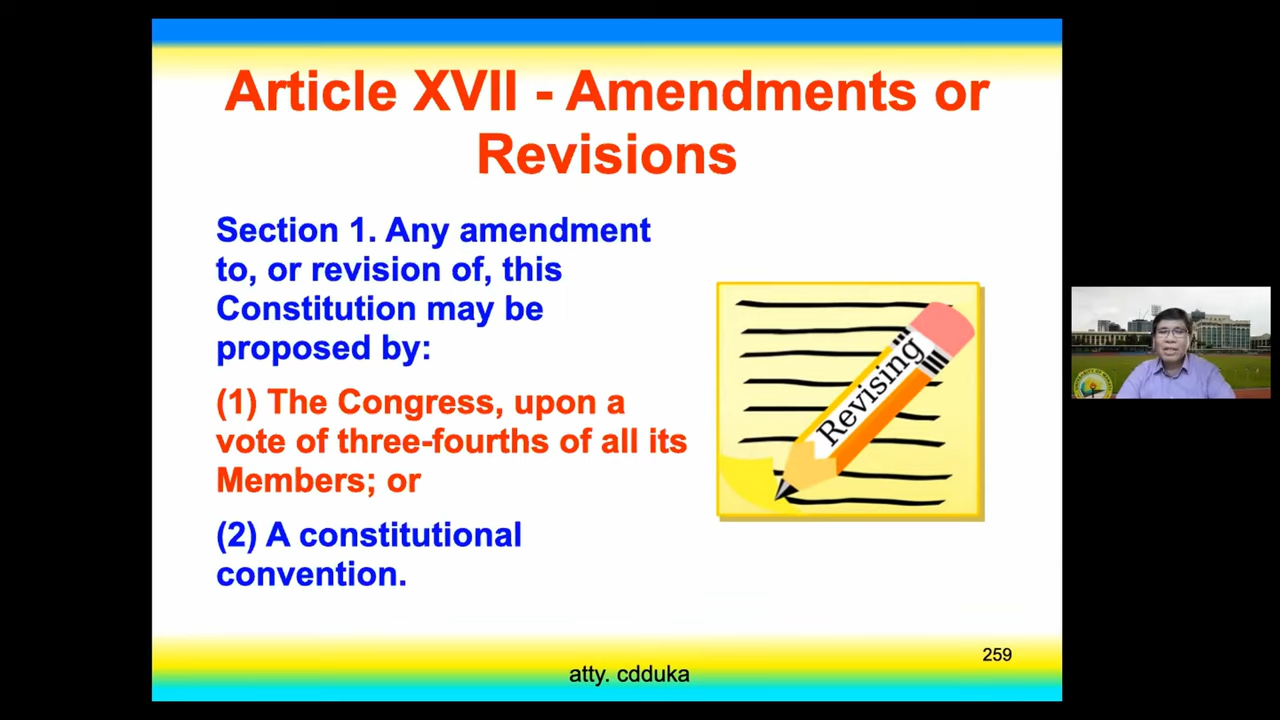 Article XVII - Amendments or
Revisions
Section 1. Any amendment
to, or revision of, this
Constitution may be
proposed by:
(1) The Congress, upon a
vote of three-fourths of all its
Members; or
(2) A constitutional
convention.
Revising
259
atty. cdduka